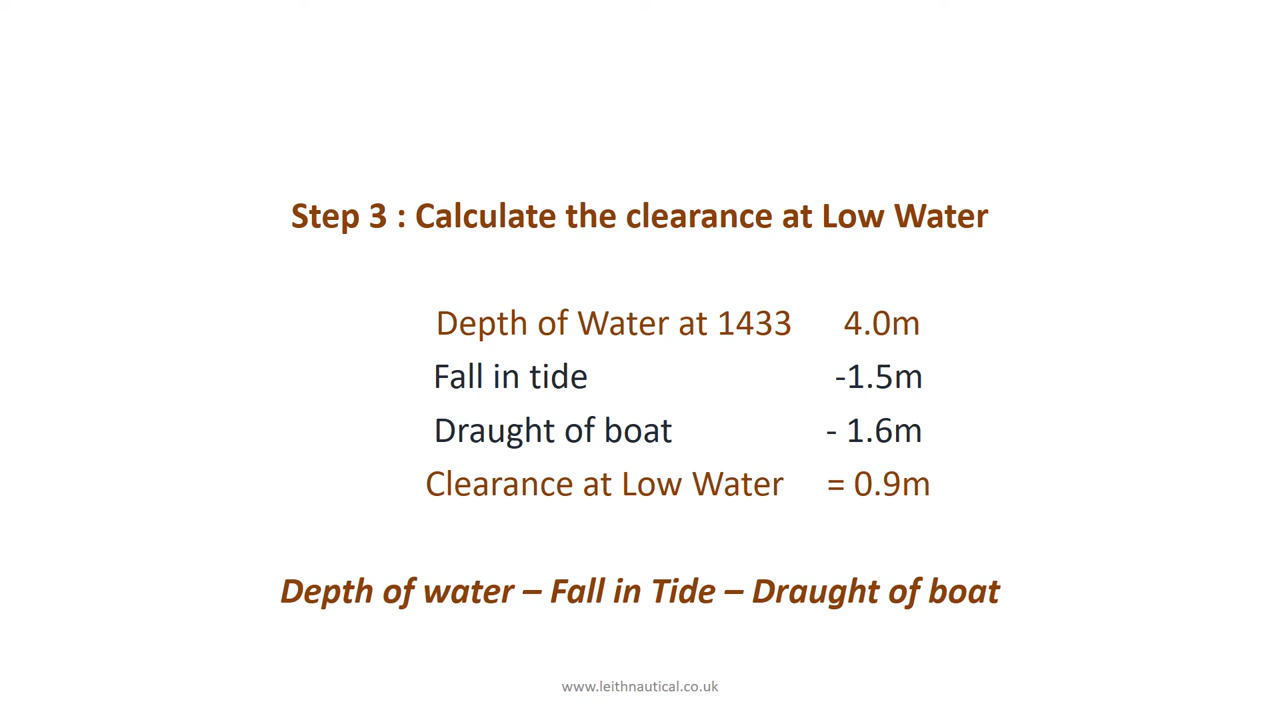 Step 3 : Calculate the clearance at Low Water
Depth of Water at 1433 4.0m
Fall in tide -1.5m
Draught of boat - 1.6m
Clearance at Low Water = 0.9m
Depth of water – Fall in Tide – Draught of boat
www.leithnautical.co.uk